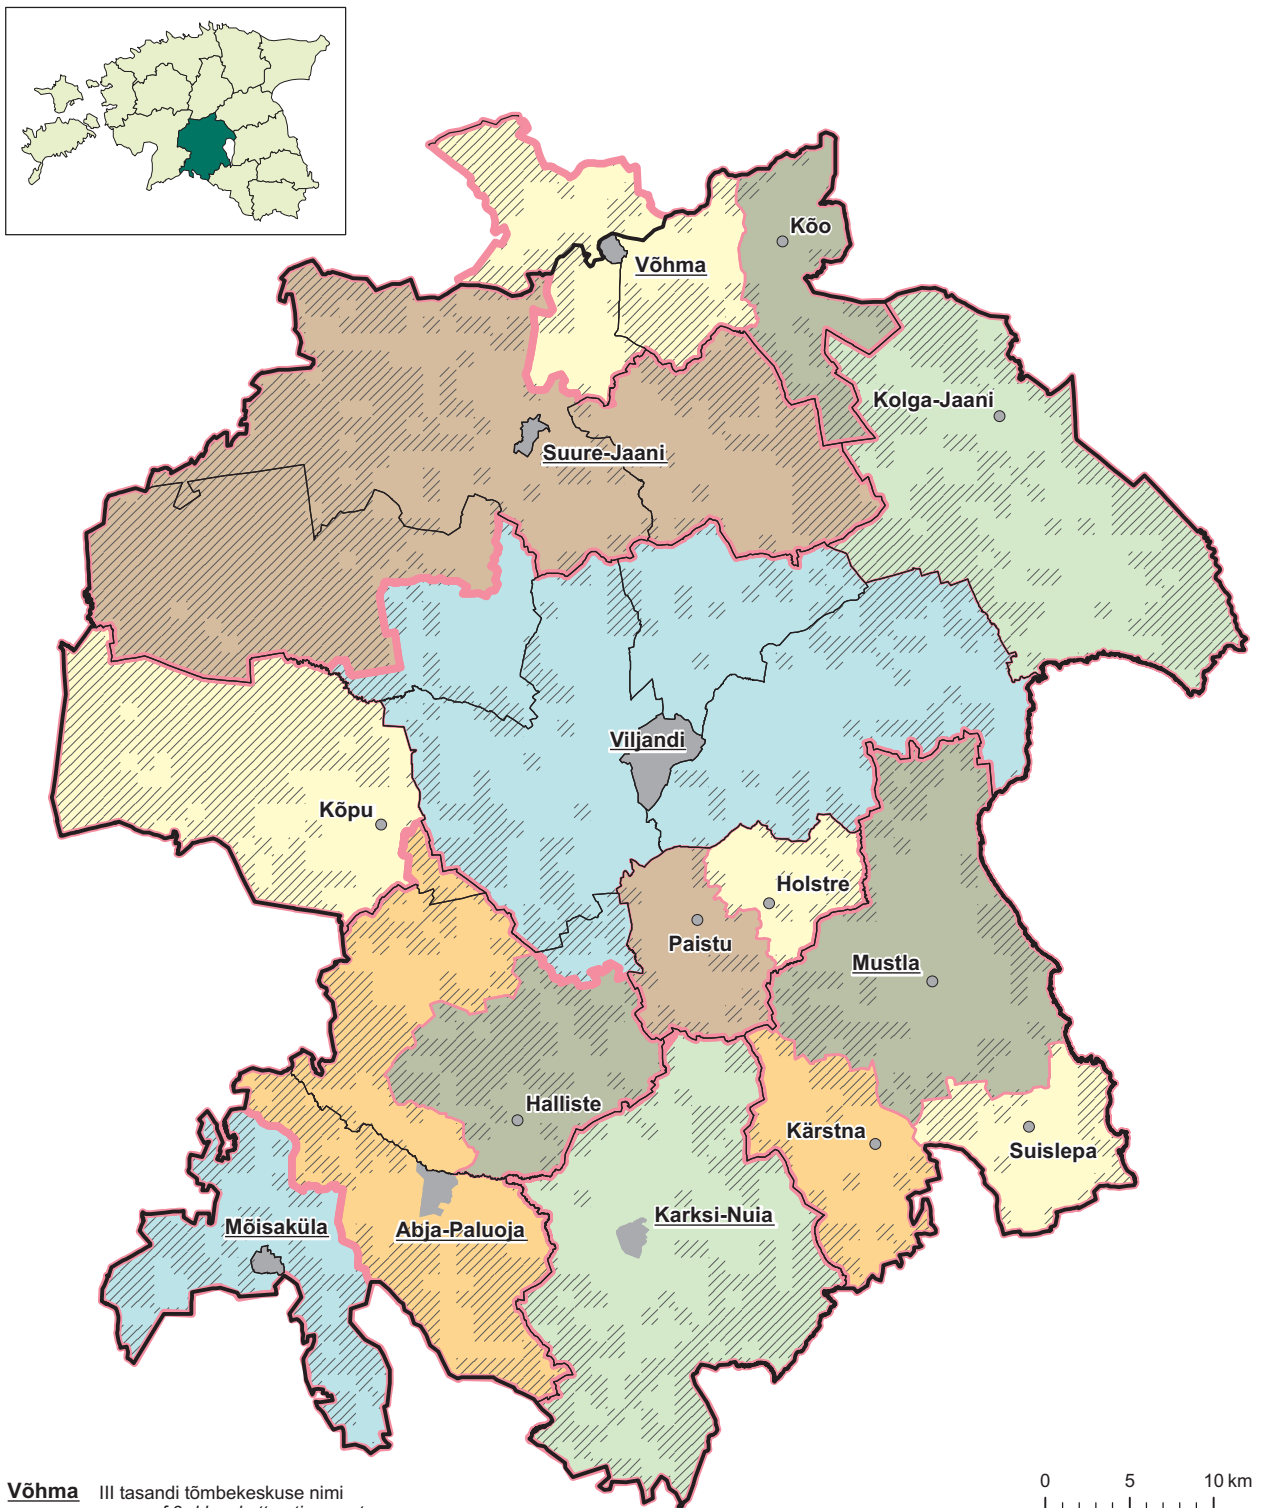 Kõo
Võhma
Kolga-Jaani
Suure-Jaani
Viljandi
Kõpu
Holstre
Paistu
Mustla
Halliste
Kärstna
Suislepa
Karksi-Nuia
Mõisaküla
Abja-Paluoja
0 5 10 km
Võhma III tasandi tõmbekeskuse nimi